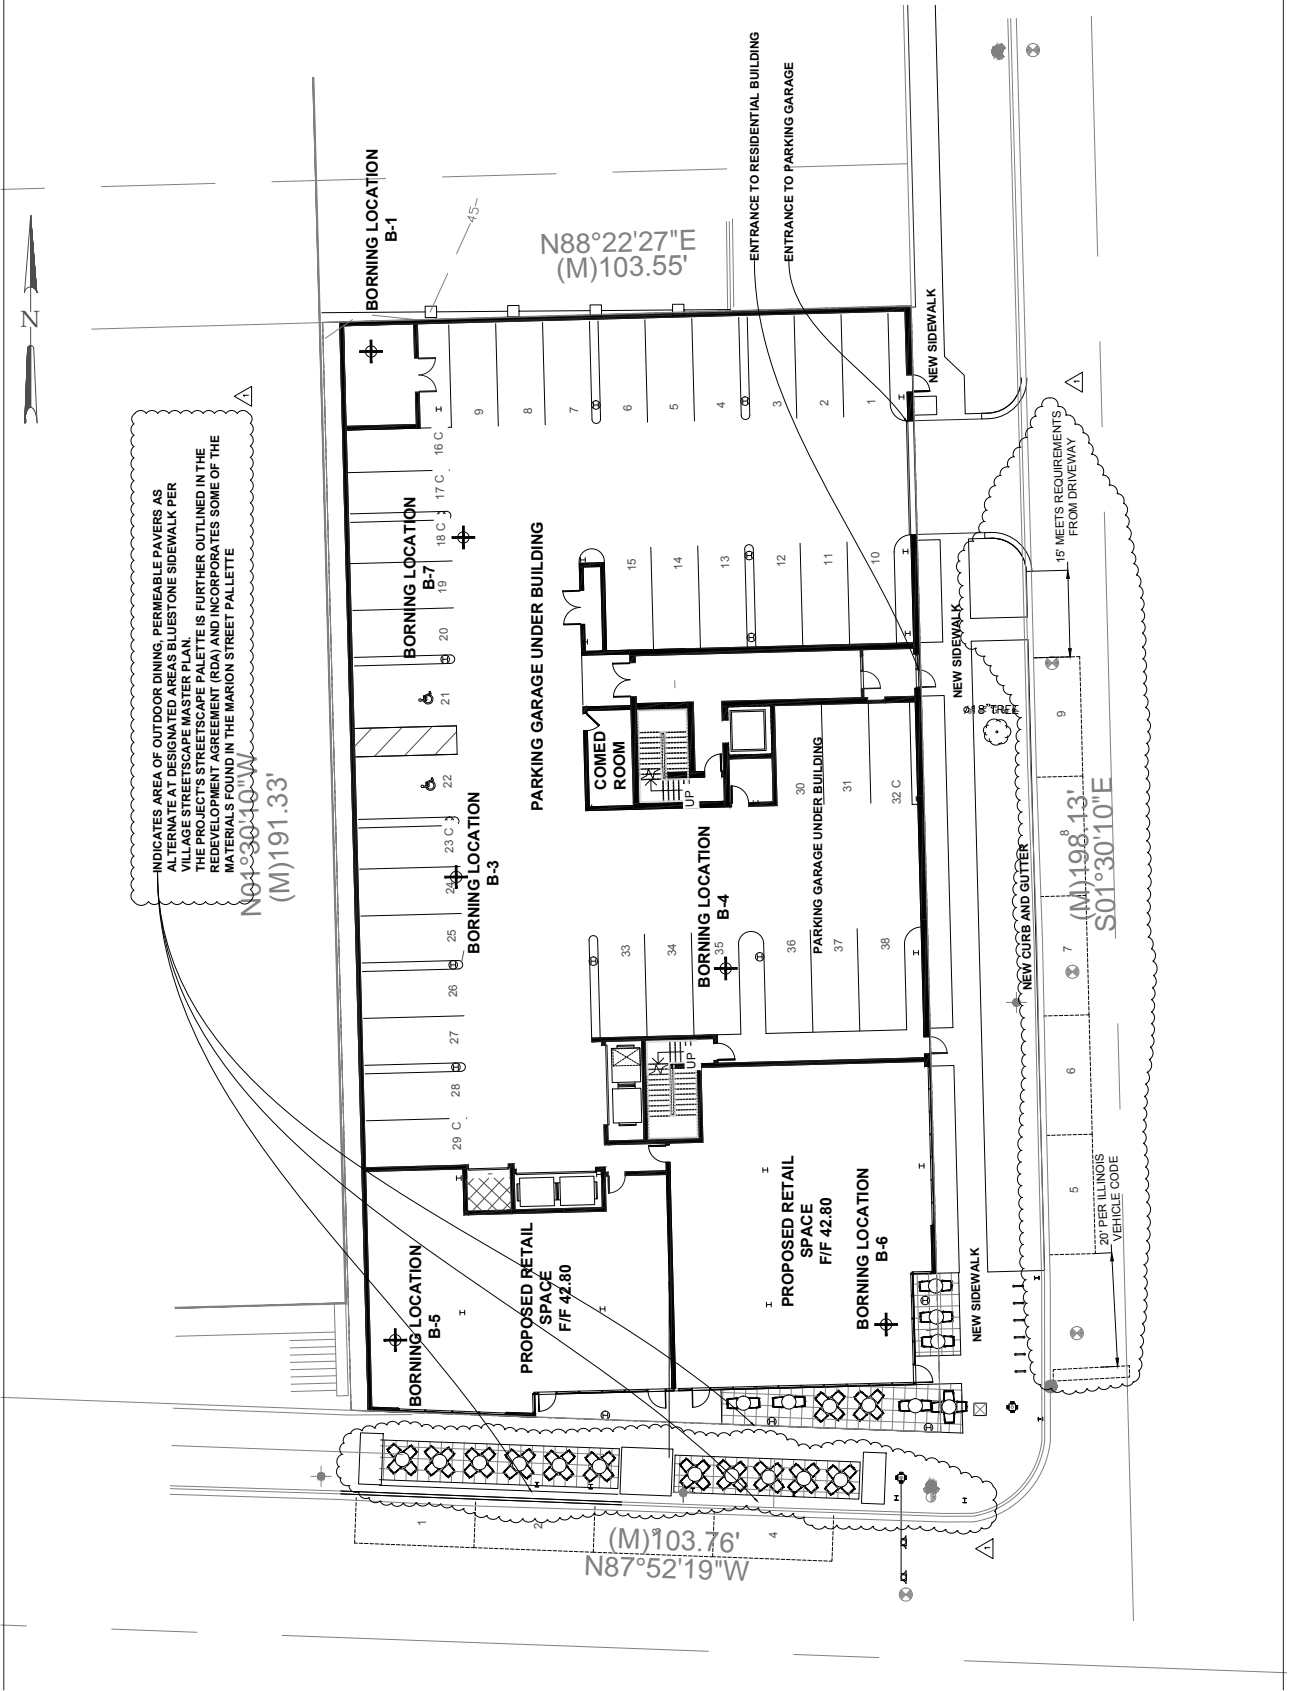 N
INDICATES AREA OF OUTDOOR DINING, PERMEABLE PAVERS AS
ALTERNATE AT DESIGNATED AREAS BLUESTONE SIDEWALK PER
VILLAGE STREETSCAPE MASTER PLAN.
THE PROJECT'S STREETSCAPE PALETTE IS FURTHER OUTLINED IN THE
REDEVELOPMENT AGREEMENT (RDA) AND INCORPORATES SOME OF THE
MATERIALS FOUND IN THE MARION STREET PALLETTE
1
N01°30'10"W
(M)191.33'
BORNING LOCATION
B-1
45
N88°22'27"E
(M)103.55'
ENTRANCE TO RESIDENTIAL BUILDING
ENTRANCE TO PARKING GARAGE
NEW SIDEWALK
9
8
7
6
5
4
3
2
1
16 C
17 C
18 C
19
20
21
22
23 C
24
25
26
27
28
29 C
BORNING LOCATION
B-7
PARKING GARAGE UNDER BUILDING
15
14
13
12
11
10
COMED
ROOM
UP
30
31
32 C
PARKING GARAGE UNDER BUILDING
BORNING LOCATION
B-3
BORNING LOCATION
B-4
33
34
35
36
37
38
UP
PROPOSED RETAIL
SPACE
F/F 42.80
BORNING LOCATION
B-5
PROPOSED RETAIL
SPACE
F/F 42.80
BORNING LOCATION
B-6
NEW SIDEWALK
NEW SIDEWALK
Ø18"TREE
NEW CURB AND GUTTER
1
15' MEETS REQUIREMENTS
FROM DRIVEWAY
9
8
7
6
5
(M)198.13'
S01°30'10"E
20' PER ILLINOIS
VEHICLE CODE
1
2
3
4
(M)103.76'
N87°52'19"W
1